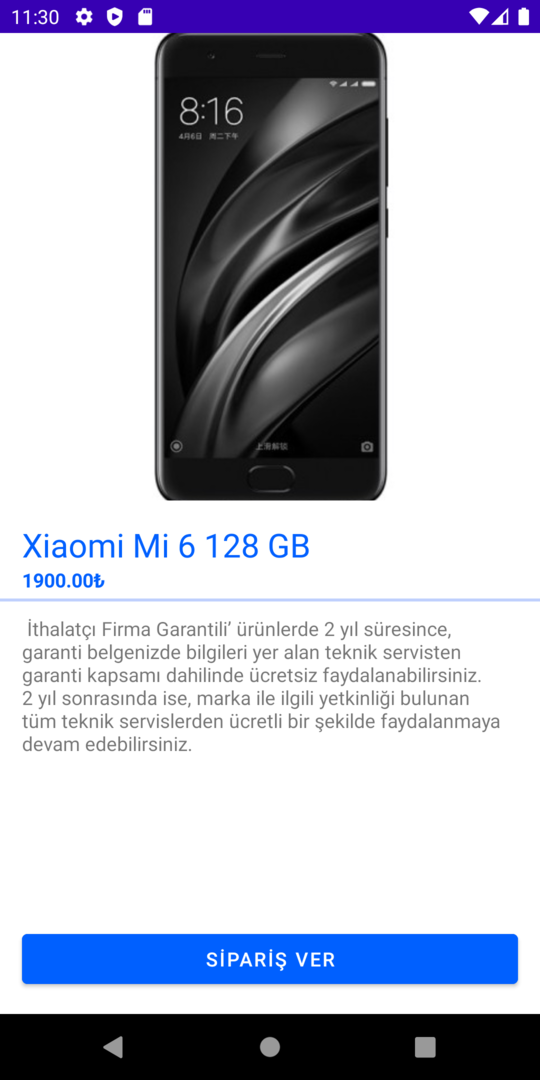 11:30
8:16
4月6日 周二下午
上滑解锁
Xiaomi Mi 6 128 GB
1900.00₺
İthalatçı Firma Garantili’ ürünlerde 2 yıl süresince,
garanti belgenizde bilgileri yer alan teknik servisten
garanti kapsamı dahilinde ücretsiz faydalanabilirsiniz.
2 yıl sonrasında ise, marka ile ilgili yetkinliği bulunan
tüm teknik servislerden ücretli bir şekilde faydalanmaya
devam edebilirsiniz.
SİPARİŞ VER